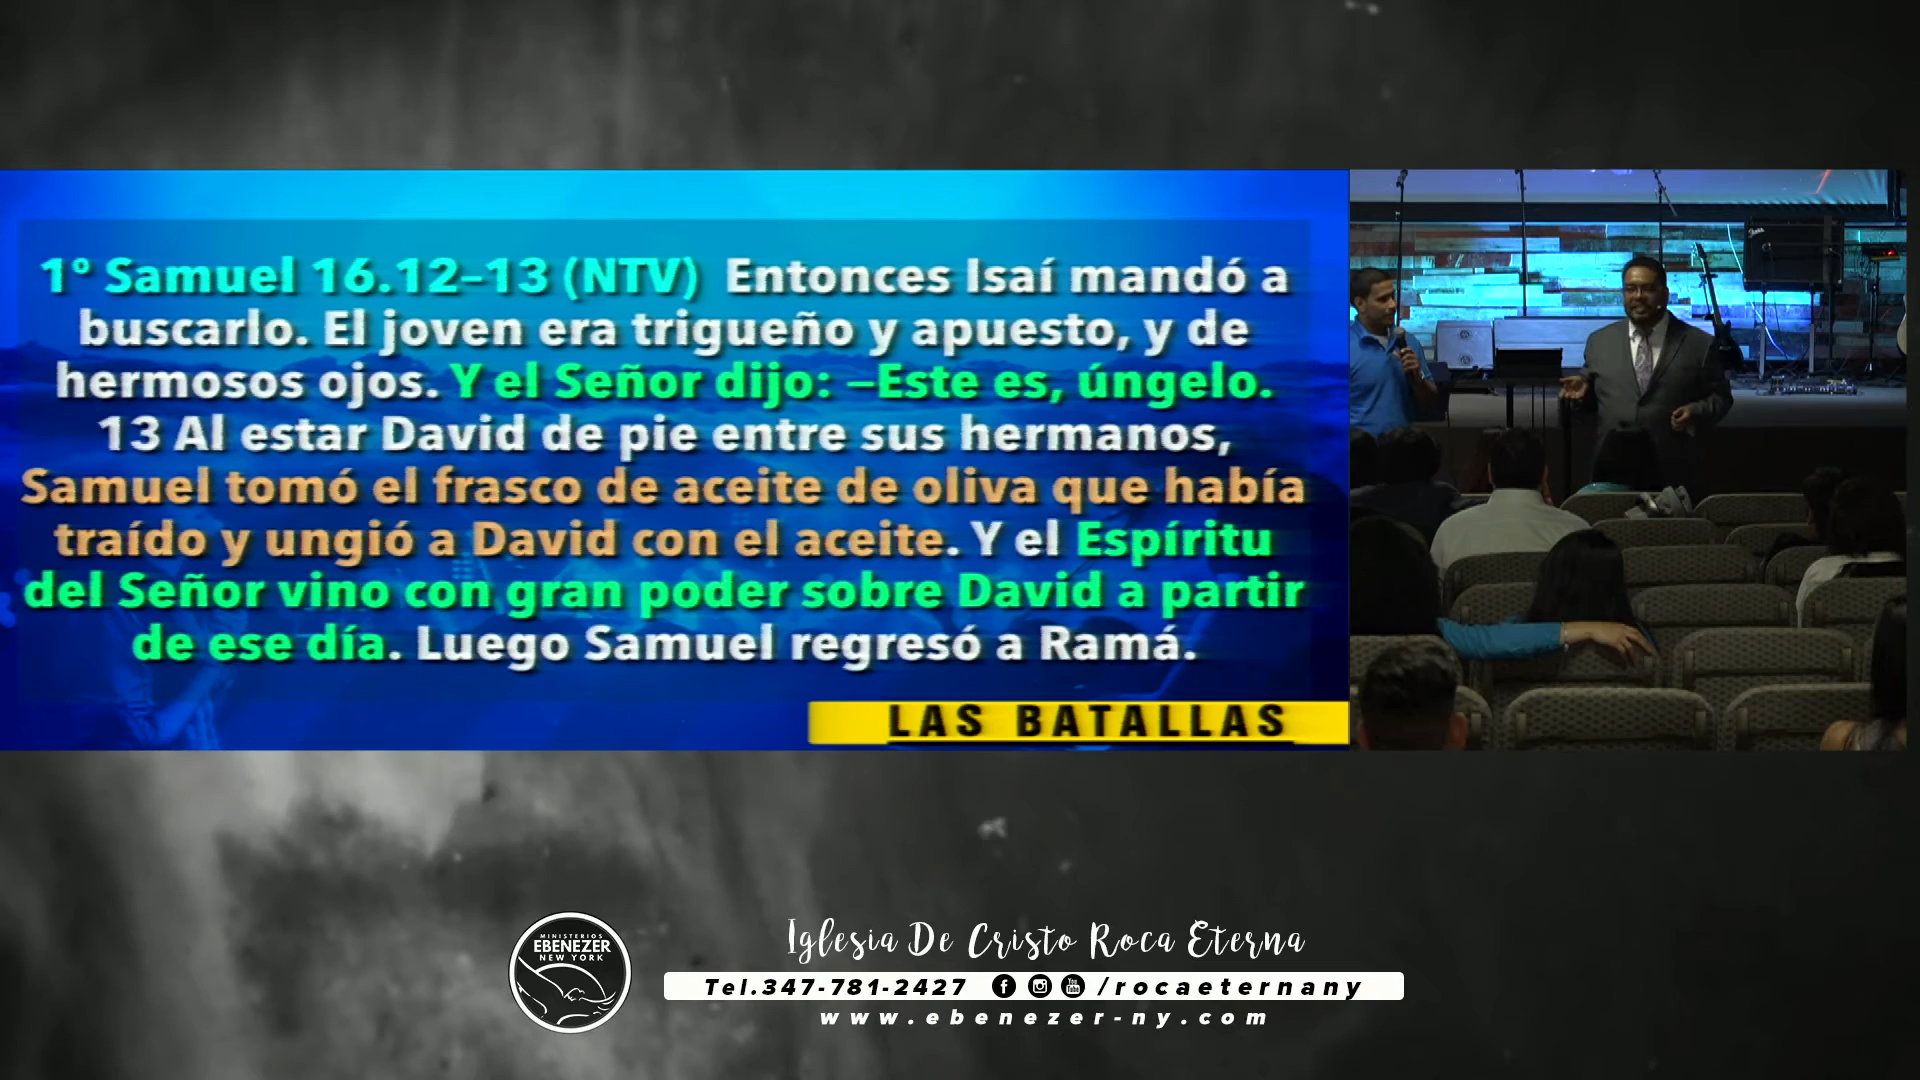 1º Samuel 16.12–13 (NTV) Entonces Isaí mandó a
buscarlo. El joven era trigueño y apuesto, y de
hermosos ojos. Y el Señor dijo: —Este es, úngelo.
13 Al estar David de pie entre sus hermanos,
Samuel tomó el frasco de aceite de oliva que había
traído y ungió a David con el aceite. Y el Espíritu
del Señor vino con gran poder sobre David a partir
de ese día. Luego Samuel regresó a Ramá.
LAS BATALLAS
MINISTERIOS
EBENEZER
NEW YORK
Iglesia De Cristo Roca Eterna
Tel.347-781-2427 /rocaeternany
www.ebenezer-ny.com